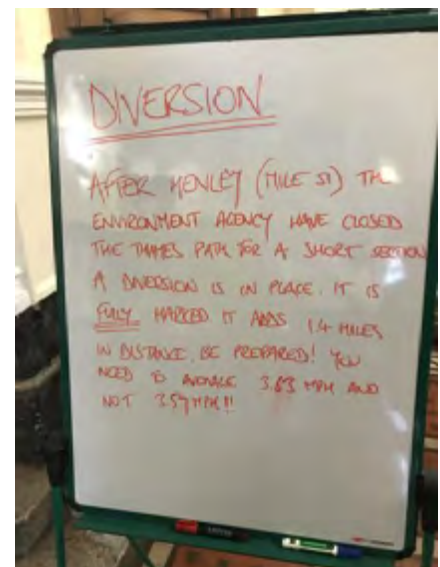 DIVERSION
AFTER HENLEY (MILE 51) THE
ENVIRONMENT AGENCY HAVE CLOSED
THE THAMES PATH FOR A SHORT SECTION
A DIVERSION IS IN PLACE. IT IS
FULLY MARKED IT ADDS 1.4 MILES
IN DISTANCE. BE PREPARED! YOU
NEED TO AVERAGE 3.63 MPH AND
NOT 3.57 MPH!!